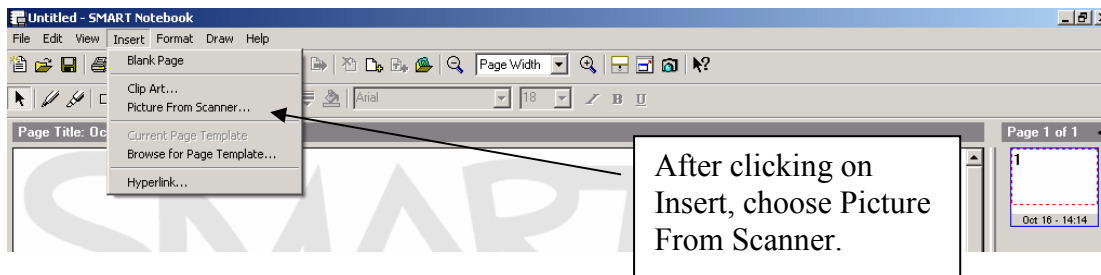 Untitled - SMART Notebook
File Edit View Insert Format Draw Help
Blank Page
Page Width
Clip Art...
Picture From Scanner...
Arial
18
B U
Page Title: Oc
Page 1 of 1
Current Page Template
Browse for Page Template...
Hyperlink...
SMART
After clicking on
Insert, choose Picture
From Scanner.
1
Oct 16 - 14:14